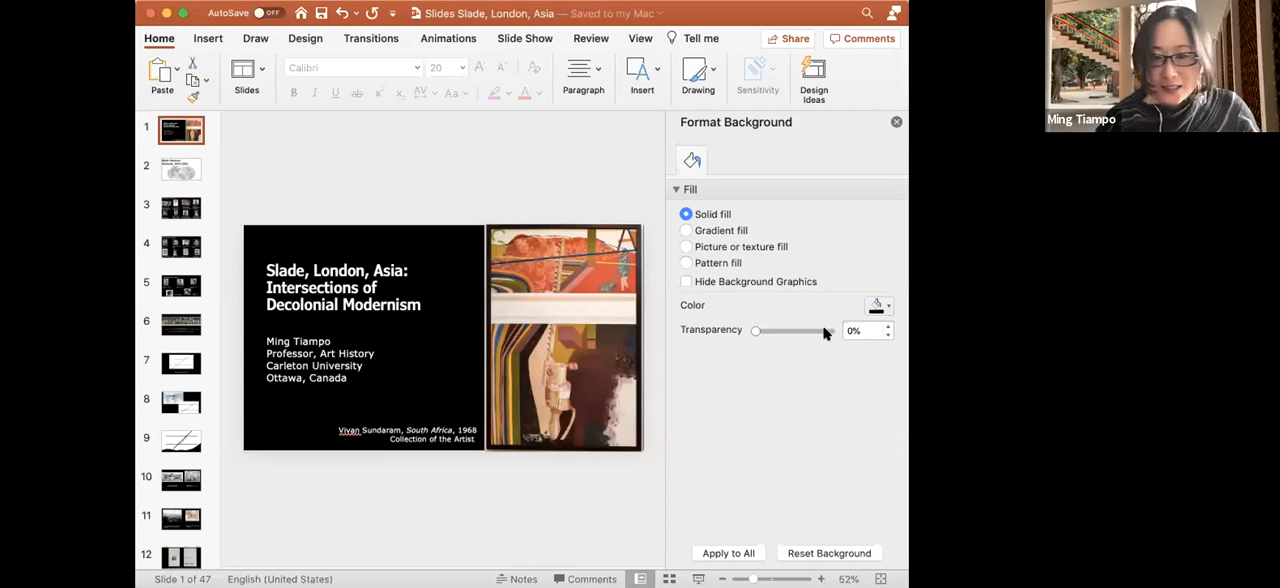 AutoSave OFF
Slides Slade, London, Asia — Saved to my Mac
Home Insert Draw Design Transitions Animations Slide Show Review View Tell me Share Comments
Calibri 20
Paste Slides Paragraph Insert Drawing Sensitivity Design
Ideas
B I U ab x x AV Aa A
Format Background
Fill
Solid fill
Gradient fill
Picture or texture fill
Pattern fill
Hide Background Graphics
Color
Transparency 0%
Apply to All Reset Background
1
2
3
4
5
6
7
8
9
10
11
12
Slade, London, Asia:
Intersections of
Decolonial Modernism
Ming Tiampo
Professor, Art History
Carleton University
Ottawa, Canada
Vivan Sundaram, South Africa, 1968
Collection of the Artist
Slide 1 of 47 English (United States) Notes Comments 52%
Ming Tiampo